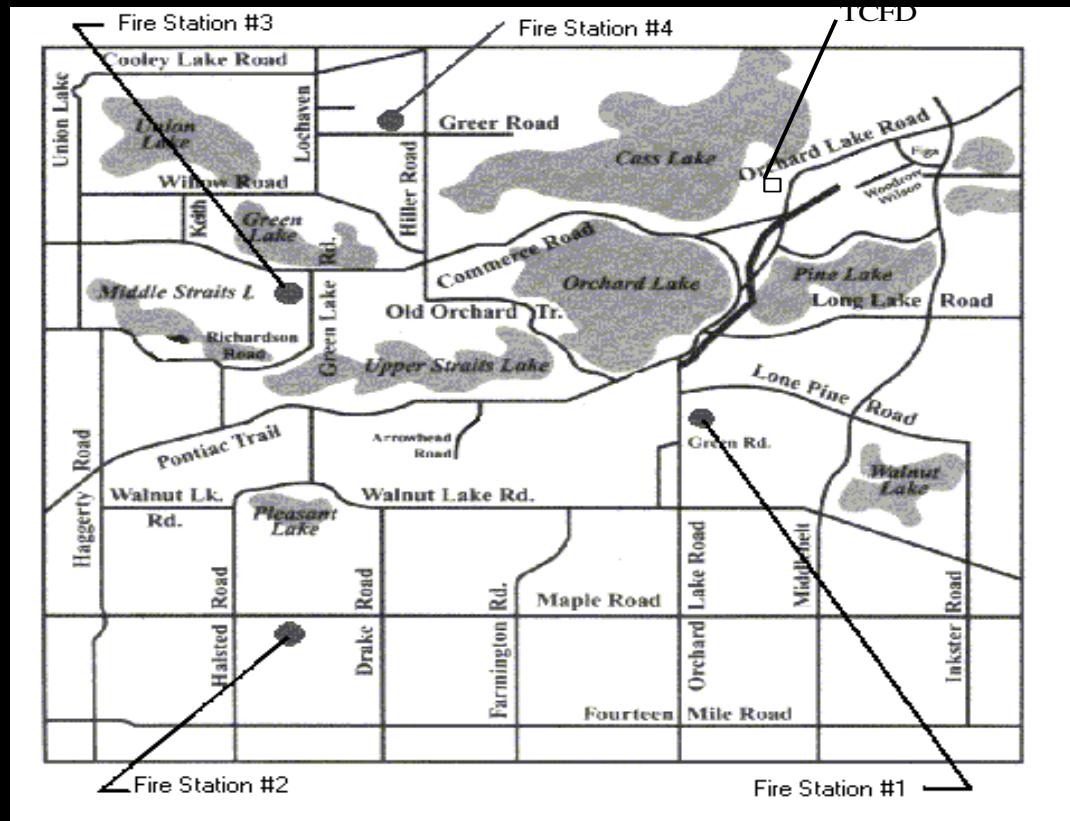 TCFD
Fire Station #3
Fire Station #4
Cooley Lake Road
Union Lake
Lochaven
Greer Road
Union
Lake
Cass Lake
Orchard Lake Road
Woodrow
Wilson
Willow Road
Keith
Hiller Road
Green
Lake
Commerce Road
Middle Straits L
Green Lake Rd.
Orchard Lake
Pine Lake
Long Lake Road
Old Orchard Tr.
Richardson
Road
Upper Straits Lake
Lone Pine Road
Pontiac Trail
Arrowhead
Road
Green Rd.
Haggerty Road
Walnut Lk.
Rd.
Walnut Lake Rd.
Walnut
Lake
Pleasant
Lake
Halsted Road
Drake Road
Farmington Rd.
Maple Road
Orchard Lake Road
Middlebelt
Inkster Road
Fourteen Mile Road
Fire Station #2
Fire Station #1